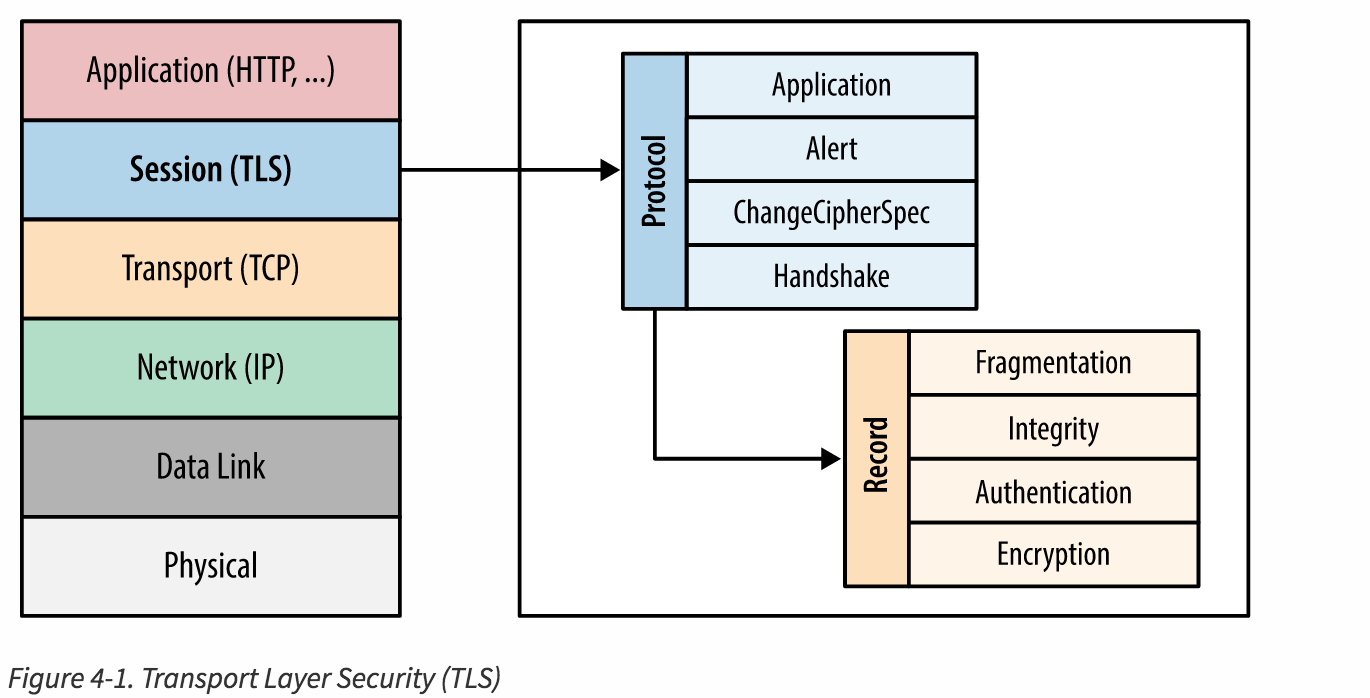 Application (HTTP, ...)
Session (TLS)
Transport (TCP)
Network (IP)
Data Link
Physical
Protocol
Application
Alert
ChangeCipherSpec
Handshake
Record
Fragmentation
Integrity
Authentication
Encryption
Figure 4-1. Transport Layer Security (TLS)